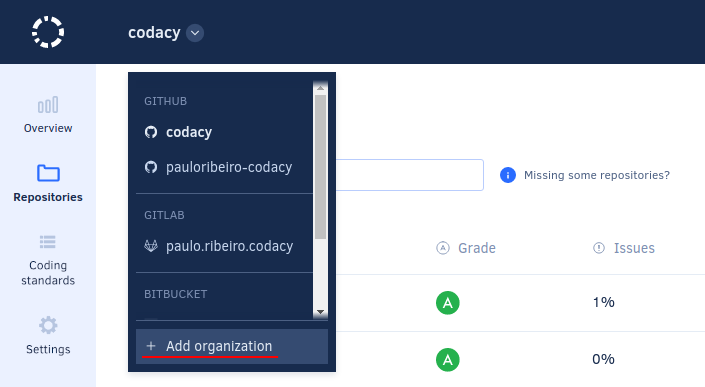 codacy
GITHUB
codacy
pauloribeiro-codacy
GITLAB
paulo.ribeiro.codacy
BITBUCKET
+ Add organization
Overview
Repositories
Coding
standards
Settings
Missing some repositories?
Grade
Issues
A
1%
A
0%